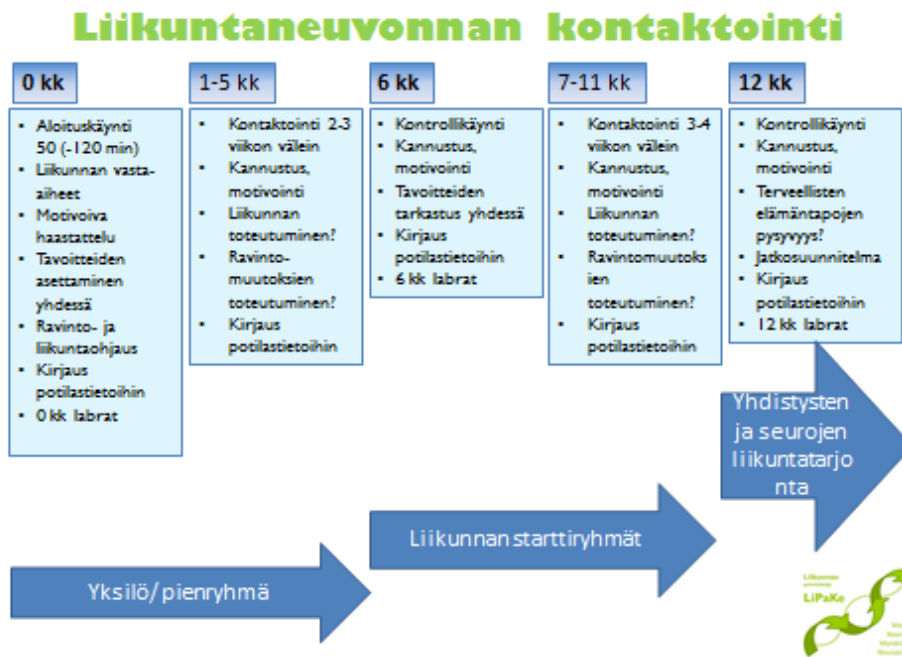 Liikuntaneuvonnan kontaktointi
0 kk
▪ Aloituskäynti
50 (-120 min)
▪ Liikunnan vasta-
aiheet
▪ Motivoiva
haastattelu
▪ Tavoitteiden
asettaminen
yhdessä
▪ Ravinto- ja
liikuntaohjaus
▪ Kirjaus
potilastietoihin
▪ 0 kk labrat
1-5 kk
▪ Kontaktointi 2-3
viikon välein
▪ Kannustus,
motivointi
▪ Liikunnan
toteutuminen?
▪ Ravinto-
muutoksien
toteutuminen?
▪ Kirjaus
potilastietoihin
6 kk
▪ Kontrollikäynti
▪ Kannustus,
motivointi
▪ Tavoitteiden
tarkastus yhdessä
▪ Kirjaus
potilastietoihin
▪ 6 kk labrat
7-11 kk
▪ Kontaktointi 3-4
viikon välein
▪ Kannustus,
motivointi
▪ Liikunnan
toteutuminen?
▪ Ravintomuutoks
ien
toteutuminen?
▪ Kirjaus
potilastietoihin
12 kk
▪ Kontrollikäynti
▪ Kannustus,
motivointi
▪ Terveellisten
elämäntapojen
pysyvyys?
▪ Jatkosuunnitelma
▪ Kirjaus
potilastietoihin
▪ 12 kk labrat
Yhdistysten
ja seurojen
liikuntatarjo
nta
Liikunnan starttiryhmät
Yksilö/ pienryhmä
Liikunnan
LiPaKe